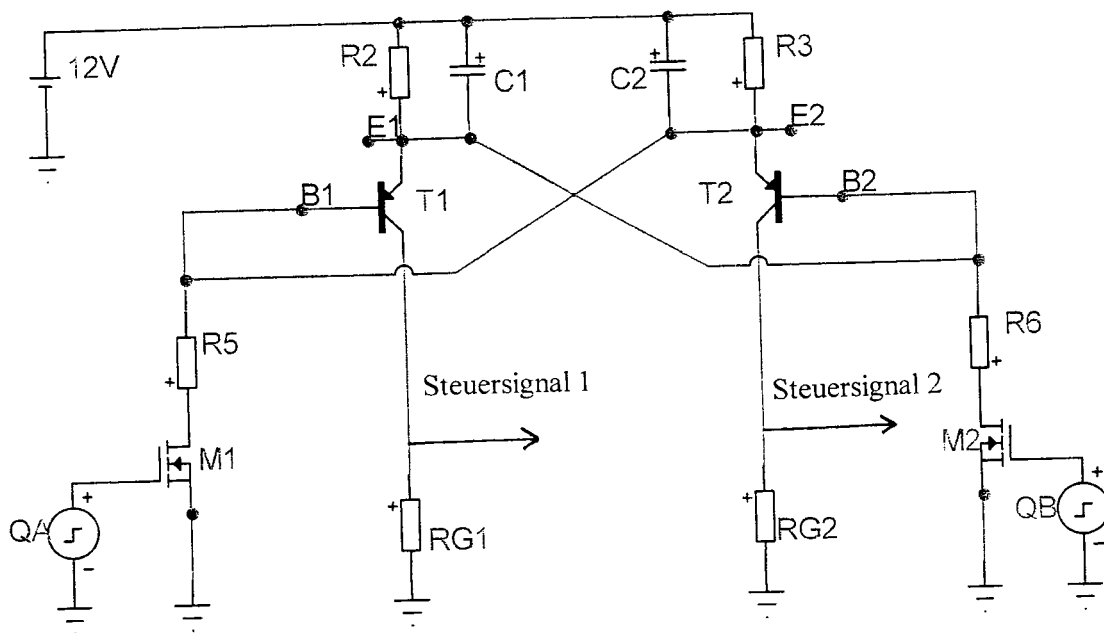 12V
R2
C1
C2
R3
E1
E2
B1
T1
T2
B2
R5
R6
Steuersignal 1
Steuersignal 2
M1
M2
QA
RG1
RG2
QB